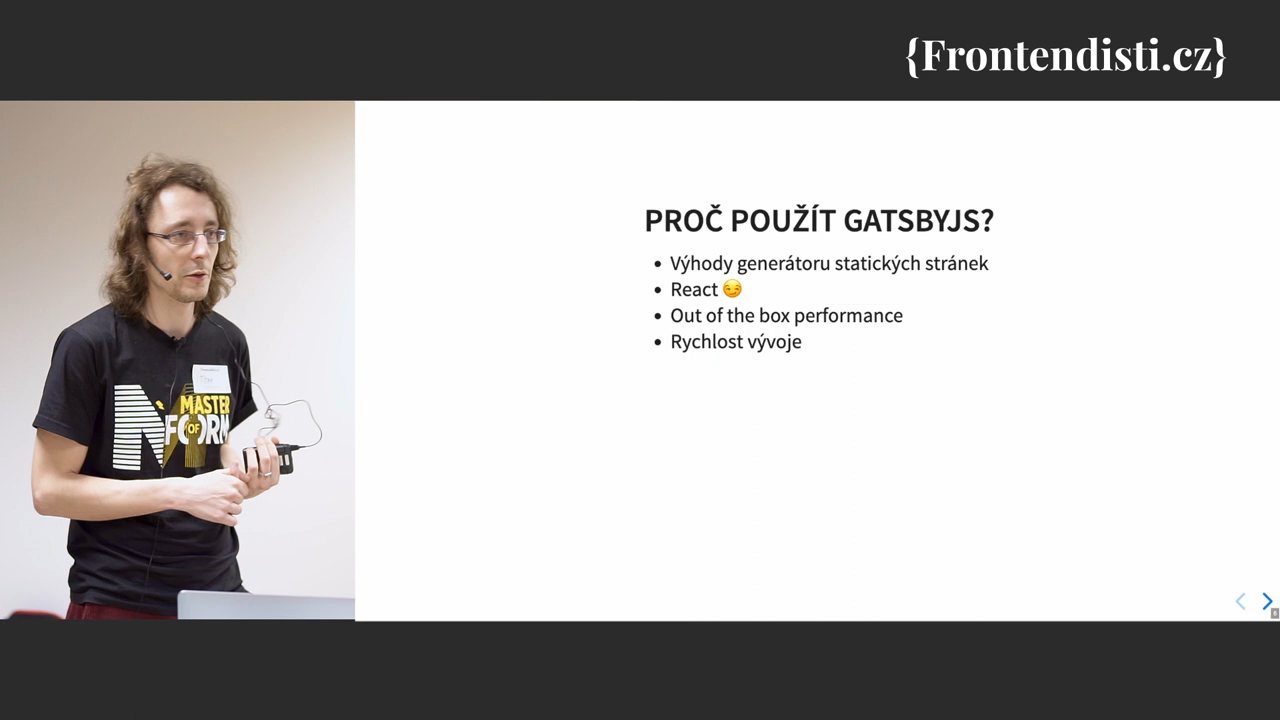 {Frontendisti.cz}
PROČ POUŽÍT GATSBYJS?
• Výhody generátoru statických stránek
• React 😏
• Out of the box performance
• Rychlost vývoje
MASTER
OF